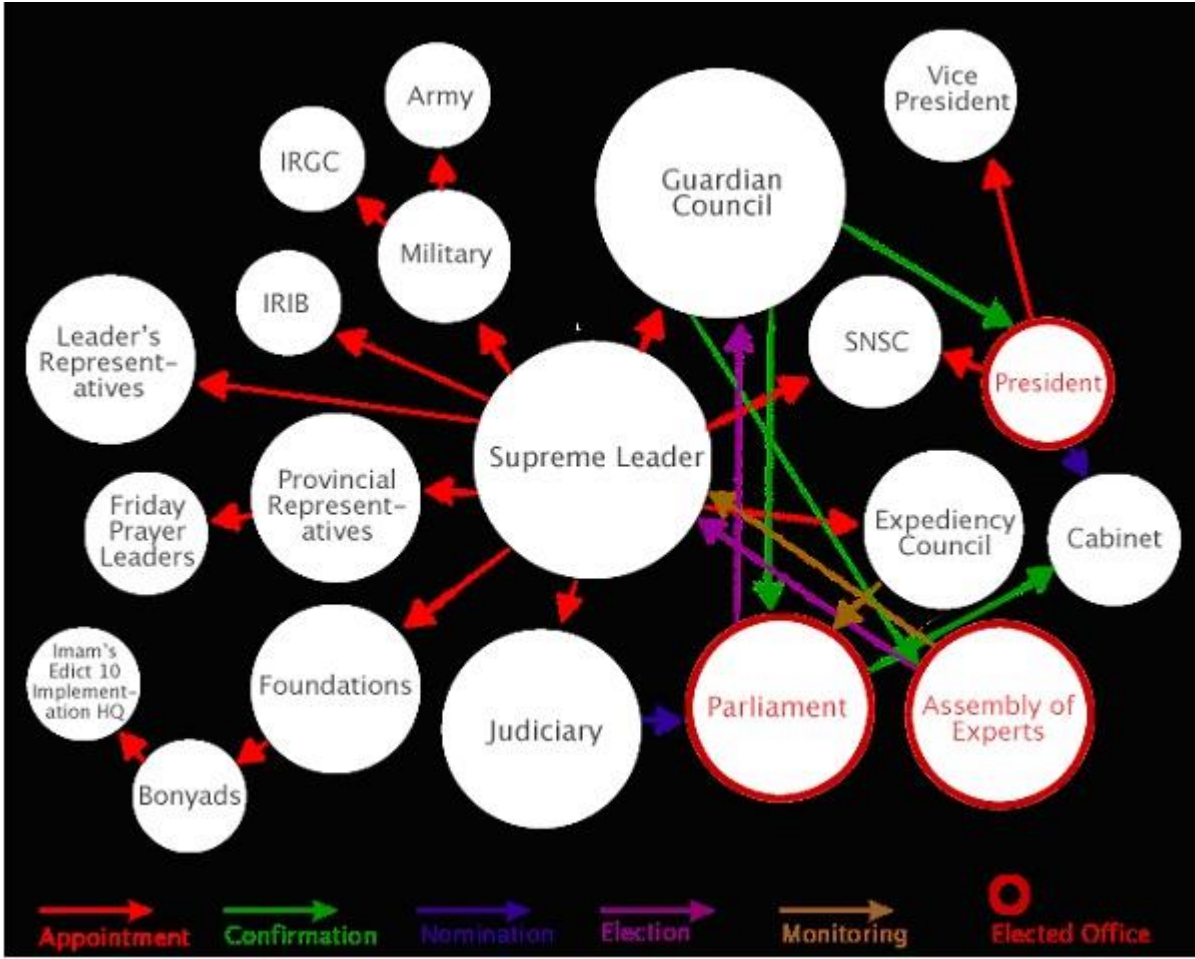 Army
Vice
President
IRGC
Guardian
Council
Military
IRIB
Leader's
Represent-
atives
SNSC
President
Supreme Leader
Provincial
Represent-
atives
Friday
Prayer
Leaders
Expediency
Council
Cabinet
Imam's
Edict 10
Implement-
ation HQ
Foundations
Judiciary
Parliament
Assembly of
Experts
Bonyads
Appointment
Confirmation
Nomination
Election
Monitoring
Elected Office